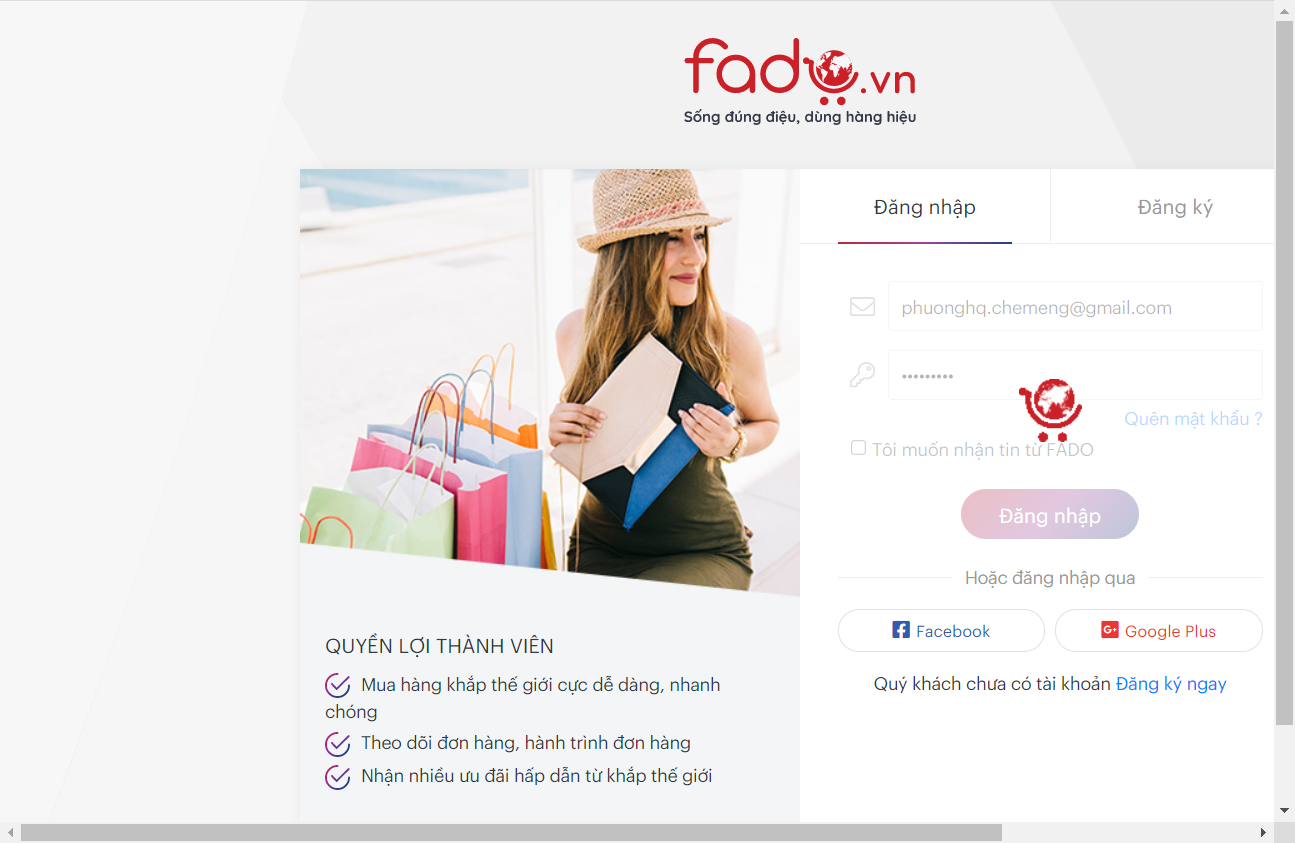 fado.vn
Sống đúng điệu, dùng hàng hiệu
Đăng nhập
Đăng ký
phuonghq.chemeng@gmail.com
•••••••••
Quên mật khẩu ?
Tôi muốn nhận tin từ FADO
Đăng nhập
Hoặc đăng nhập qua
Facebook
Google Plus
Quý khách chưa có tài khoản Đăng ký ngay
QUYỀN LỢI THÀNH VIÊN
Mua hàng khắp thế giới cực dễ dàng, nhanh
chóng
Theo dõi đơn hàng, hành trình đơn hàng
Nhận nhiều ưu đãi hấp dẫn từ khắp thế giới